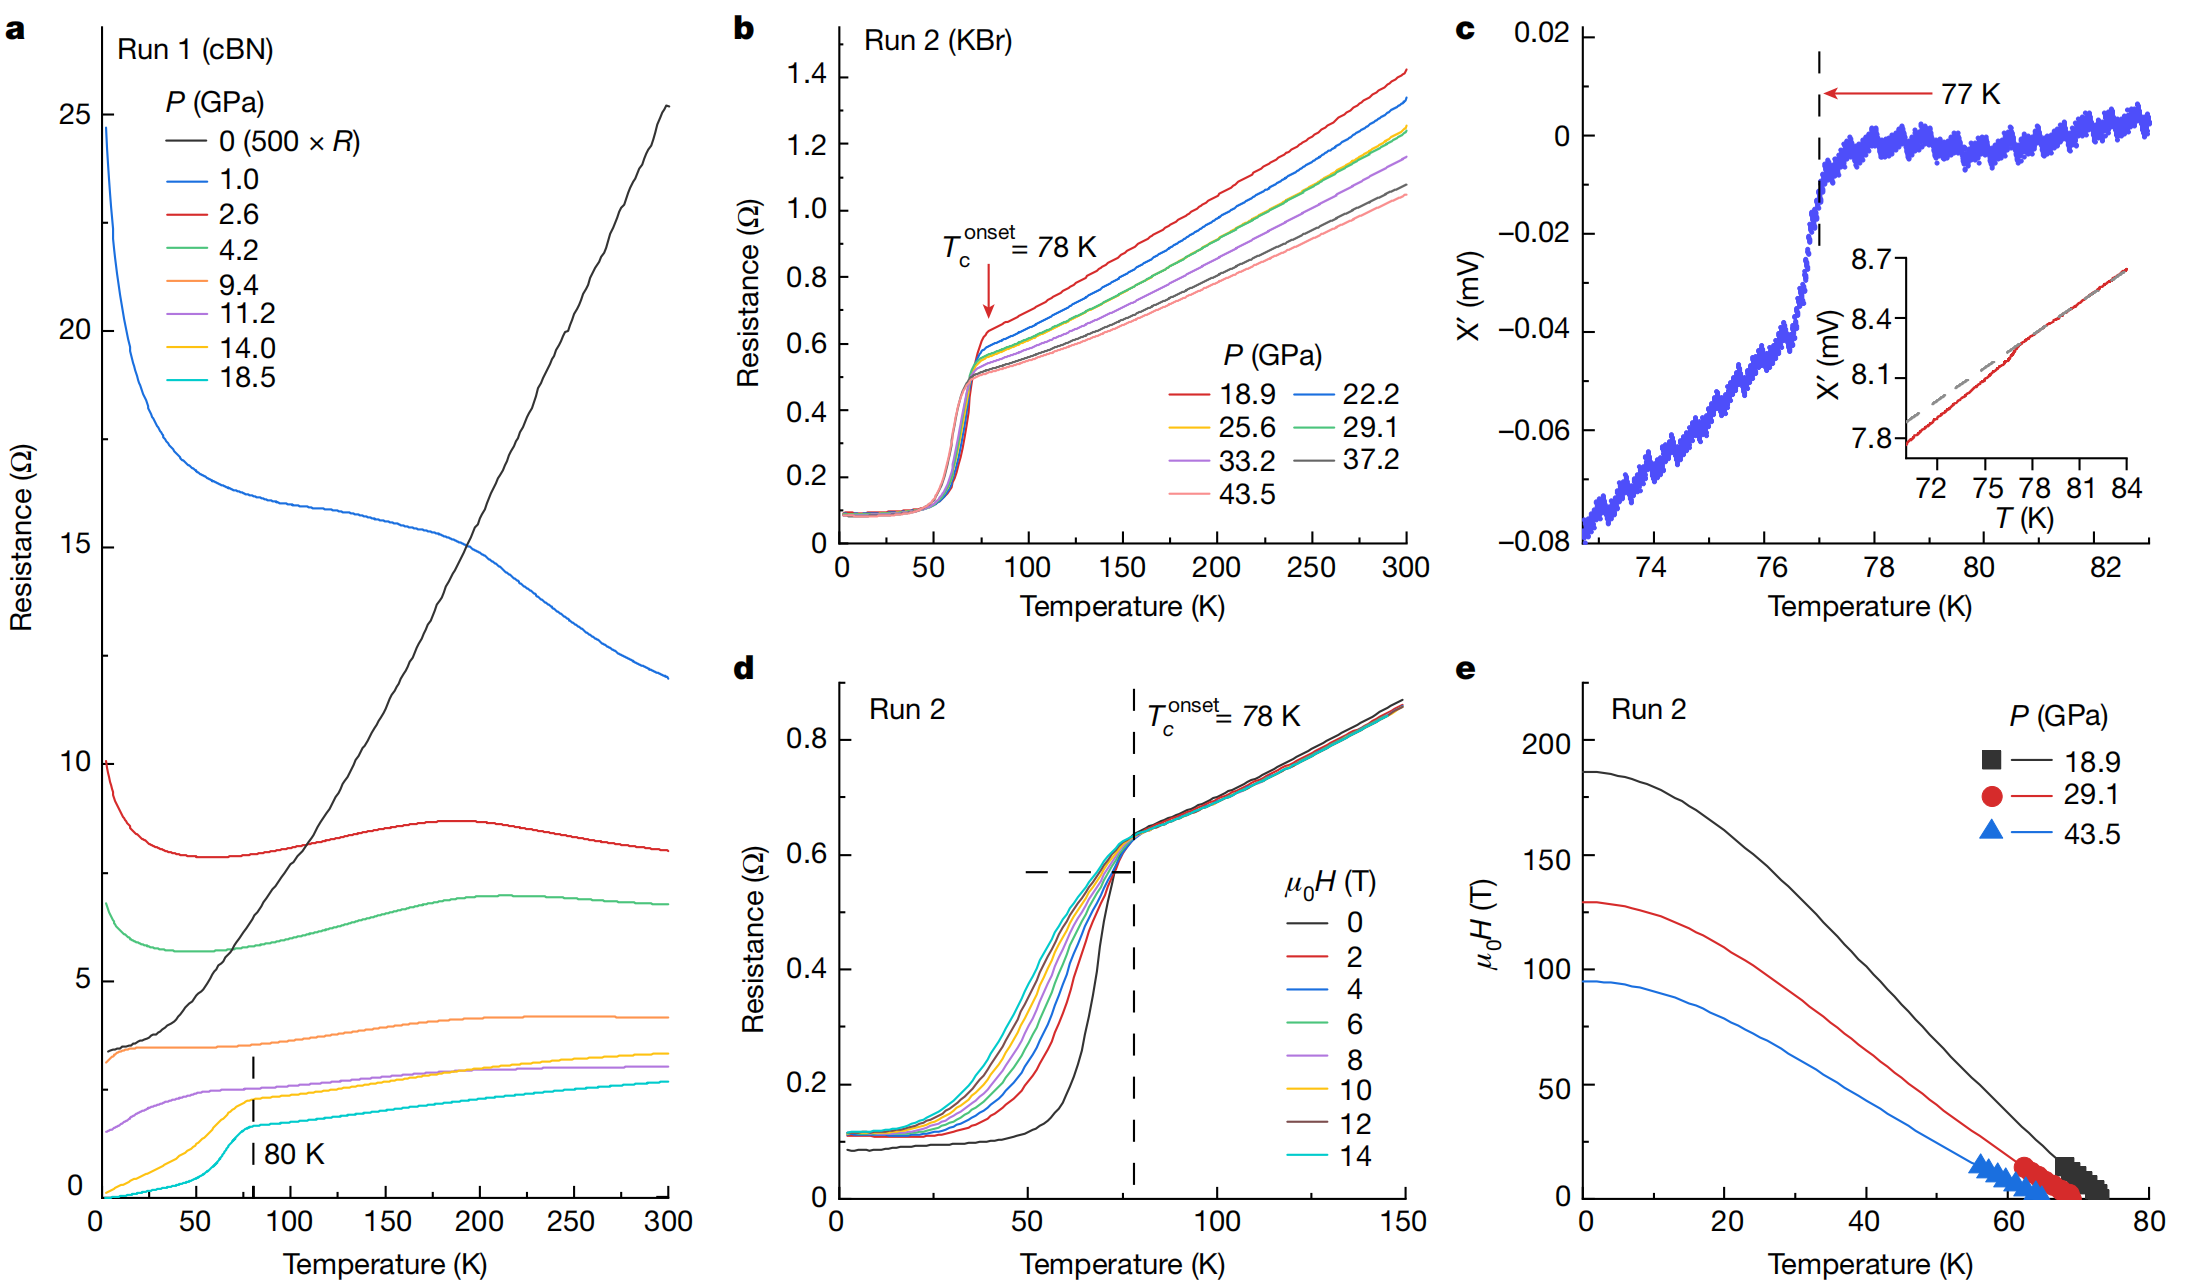 a
Run 1 (cBN)
P (GPa)
0 (500 × R)
1.0
2.6
4.2
9.4
11.2
14.0
18.5
25
20
15
10
5
0
80 K
0 50 100 150 200 250 300
Resistance (Ω)
Temperature (K)
b
Run 2 (KBr)
1.4
1.2
1.0
0.8
0.6
0.4
0.2
0
T_c^onset = 78 K
P (GPa)
18.9 22.2
25.6 29.1
33.2 37.2
43.5
0 50 100 150 200 250 300
Resistance (Ω)
Temperature (K)
c
0.02
0
−0.02
−0.04
−0.06
−0.08
77 K
X′ (mV)
8.7
8.4
8.1
7.8
X′ (mV)
72 75 78 81 84
T (K)
74 76 78 80 82
Temperature (K)
d
Run 2
T_c^onset = 78 K
0.8
0.6
0.4
0.2
0
μ₀H (T)
0
2
4
6
8
10
12
14
0 50 100 150
Resistance (Ω)
Temperature (K)
e
Run 2
P (GPa)
18.9
29.1
43.5
200
150
100
50
0
μ₀H (T)
0 20 40 60 80
Temperature (K)